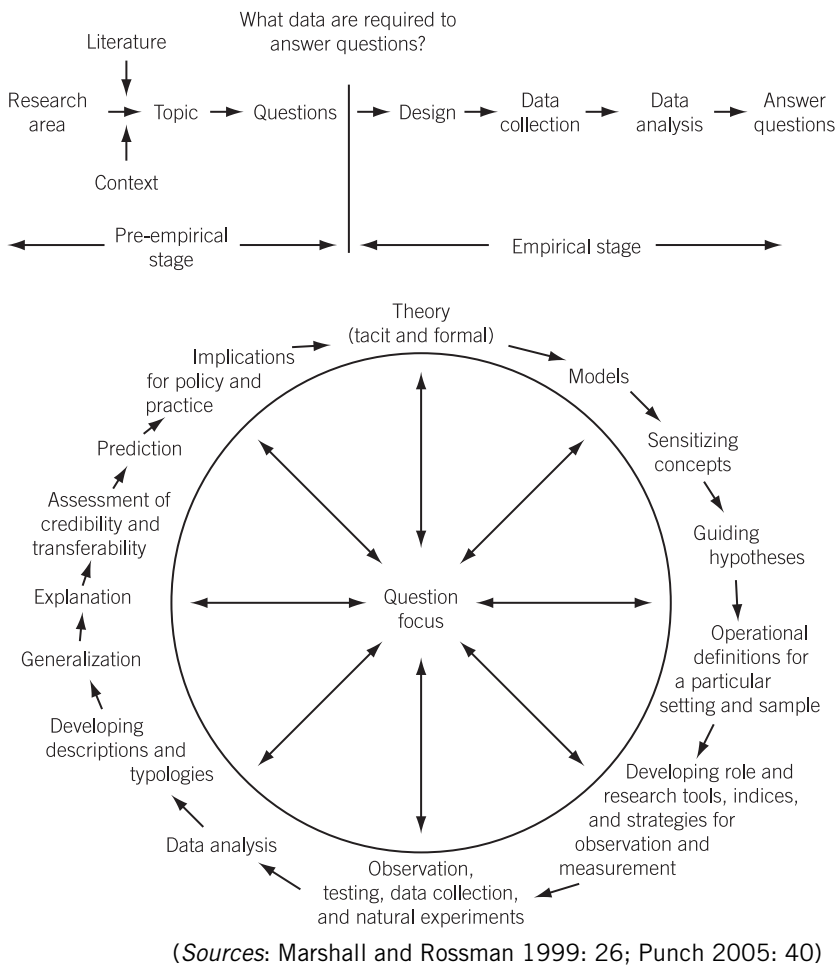 What data are required to
answer questions?
Literature
Research
area
Topic
Questions
Design
Data
collection
Data
analysis
Answer
questions
Context
Pre-empirical
stage
Empirical stage
Theory
(tacit and formal)
Models
Sensitizing
concepts
Guiding
hypotheses
Operational
definitions for
a particular
setting and sample
Developing role and
research tools, indices,
and strategies for
observation and
measurement
Observation,
testing, data collection,
and natural experiments
Data analysis
Developing
descriptions and
typologies
Generalization
Explanation
Assessment of
credibility and
transferability
Prediction
Implications
for policy and
practice
Question
focus
(Sources: Marshall and Rossman 1999: 26; Punch 2005: 40)